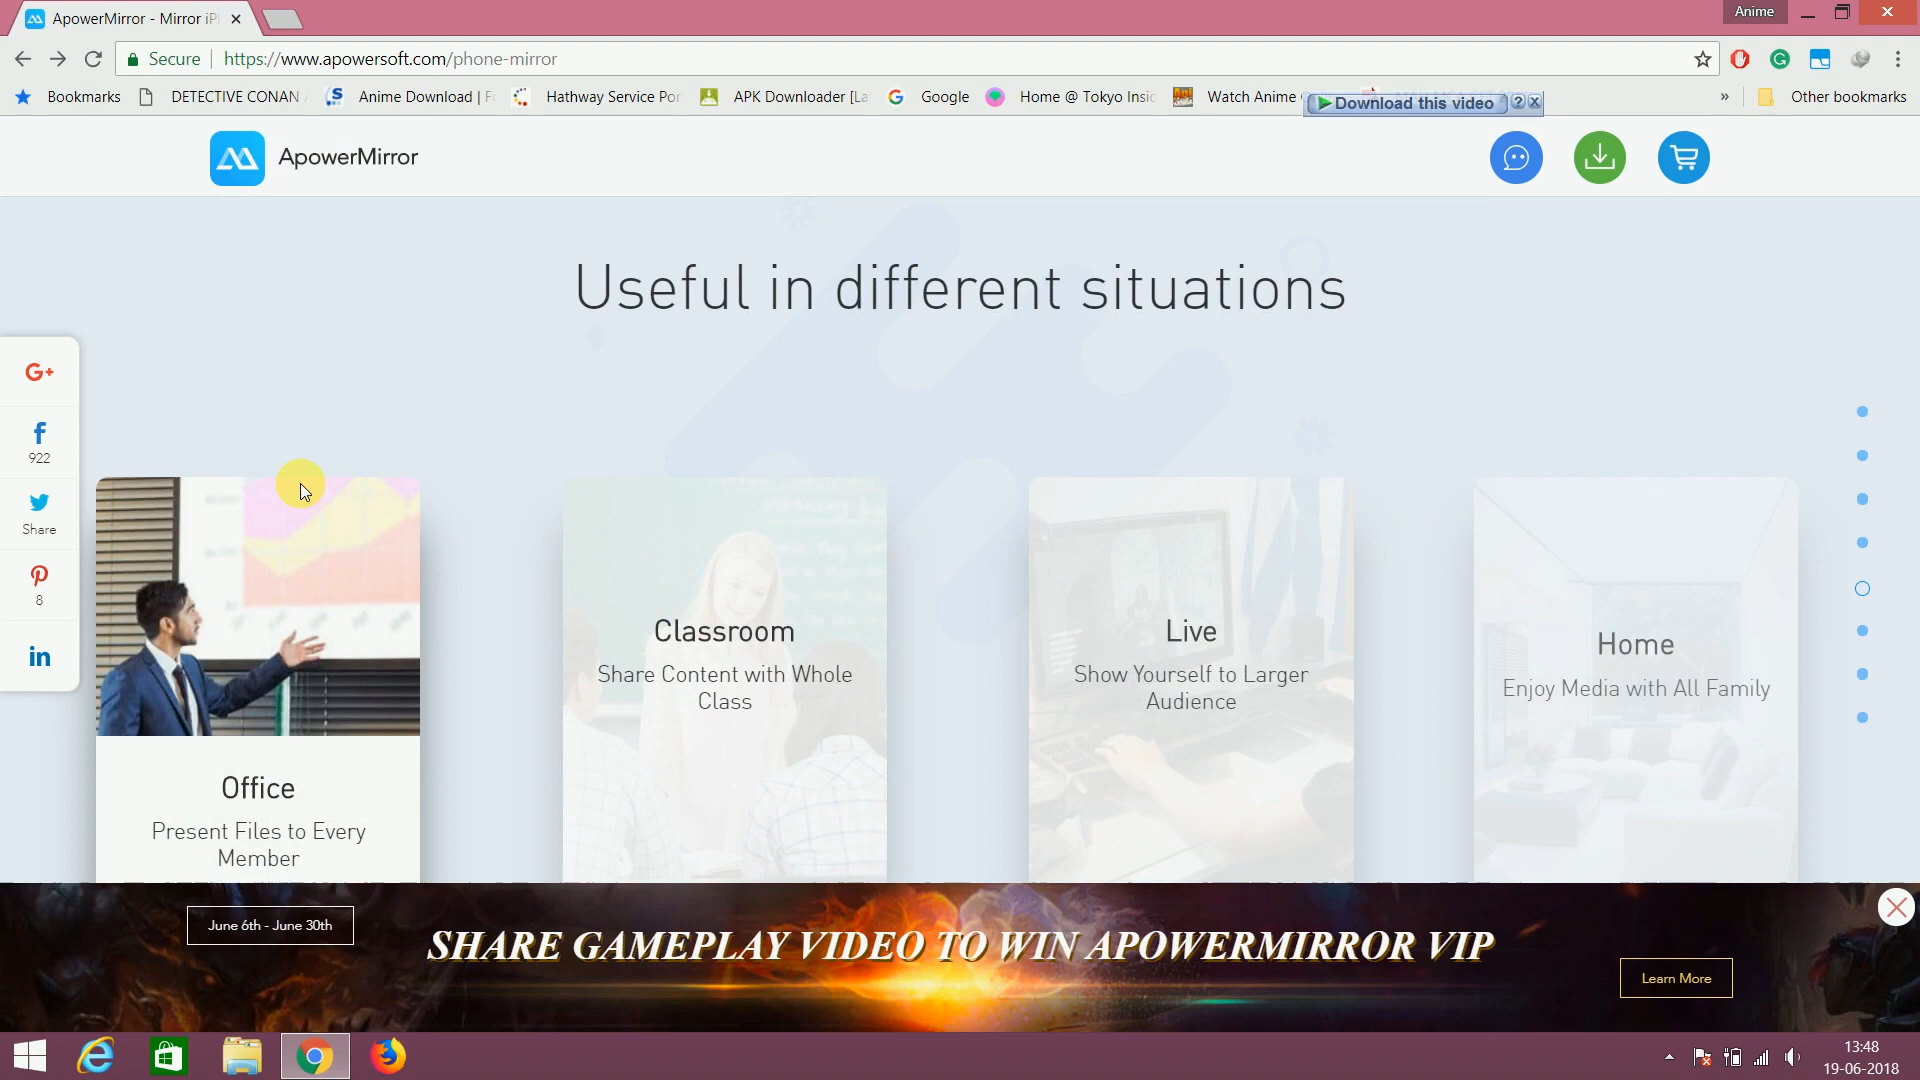 ApowerMirror - Mirror iP
Anime
Secure
https://www.apowersoft.com/phone-mirror
Bookmarks
DETECTIVE CONAN
Anime Download | F
Hathway Service Por
APK Downloader [La
Google
Home @ Tokyo Insi
Watch Anime
Download this video
»
Other bookmarks
ApowerMirror
Useful in different situations
G+
922
Share
8
in
Classroom
Share Content with Whole
Class
Live
Show Yourself to Larger
Audience
Home
Enjoy Media with All Family
Office
Present Files to Every
Member
June 6th - June 30th
SHARE GAMEPLAY VIDEO TO WIN APOWERMIRROR VIP
Learn More
13:48
19-06-2018